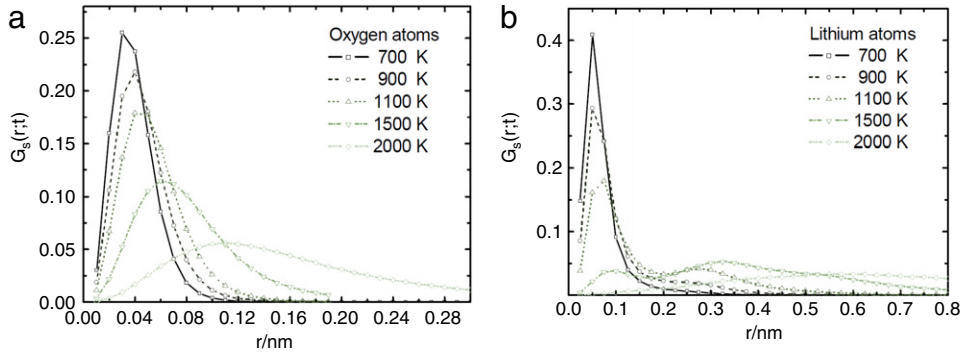 a
Oxygen atoms
700 K
900 K
1100 K
1500 K
2000 K
Gs(r;t)
0.25
0.20
0.15
0.10
0.05
0.00
0.00 0.04 0.08 0.12 0.16 0.20 0.24 0.28
r/nm
b
Lithium atoms
700 K
900 K
1100 K
1500 K
2000 K
Gs(r;t)
0.4
0.3
0.2
0.1
0.0 0.1 0.2 0.3 0.4 0.5 0.6 0.7 0.8
r/nm